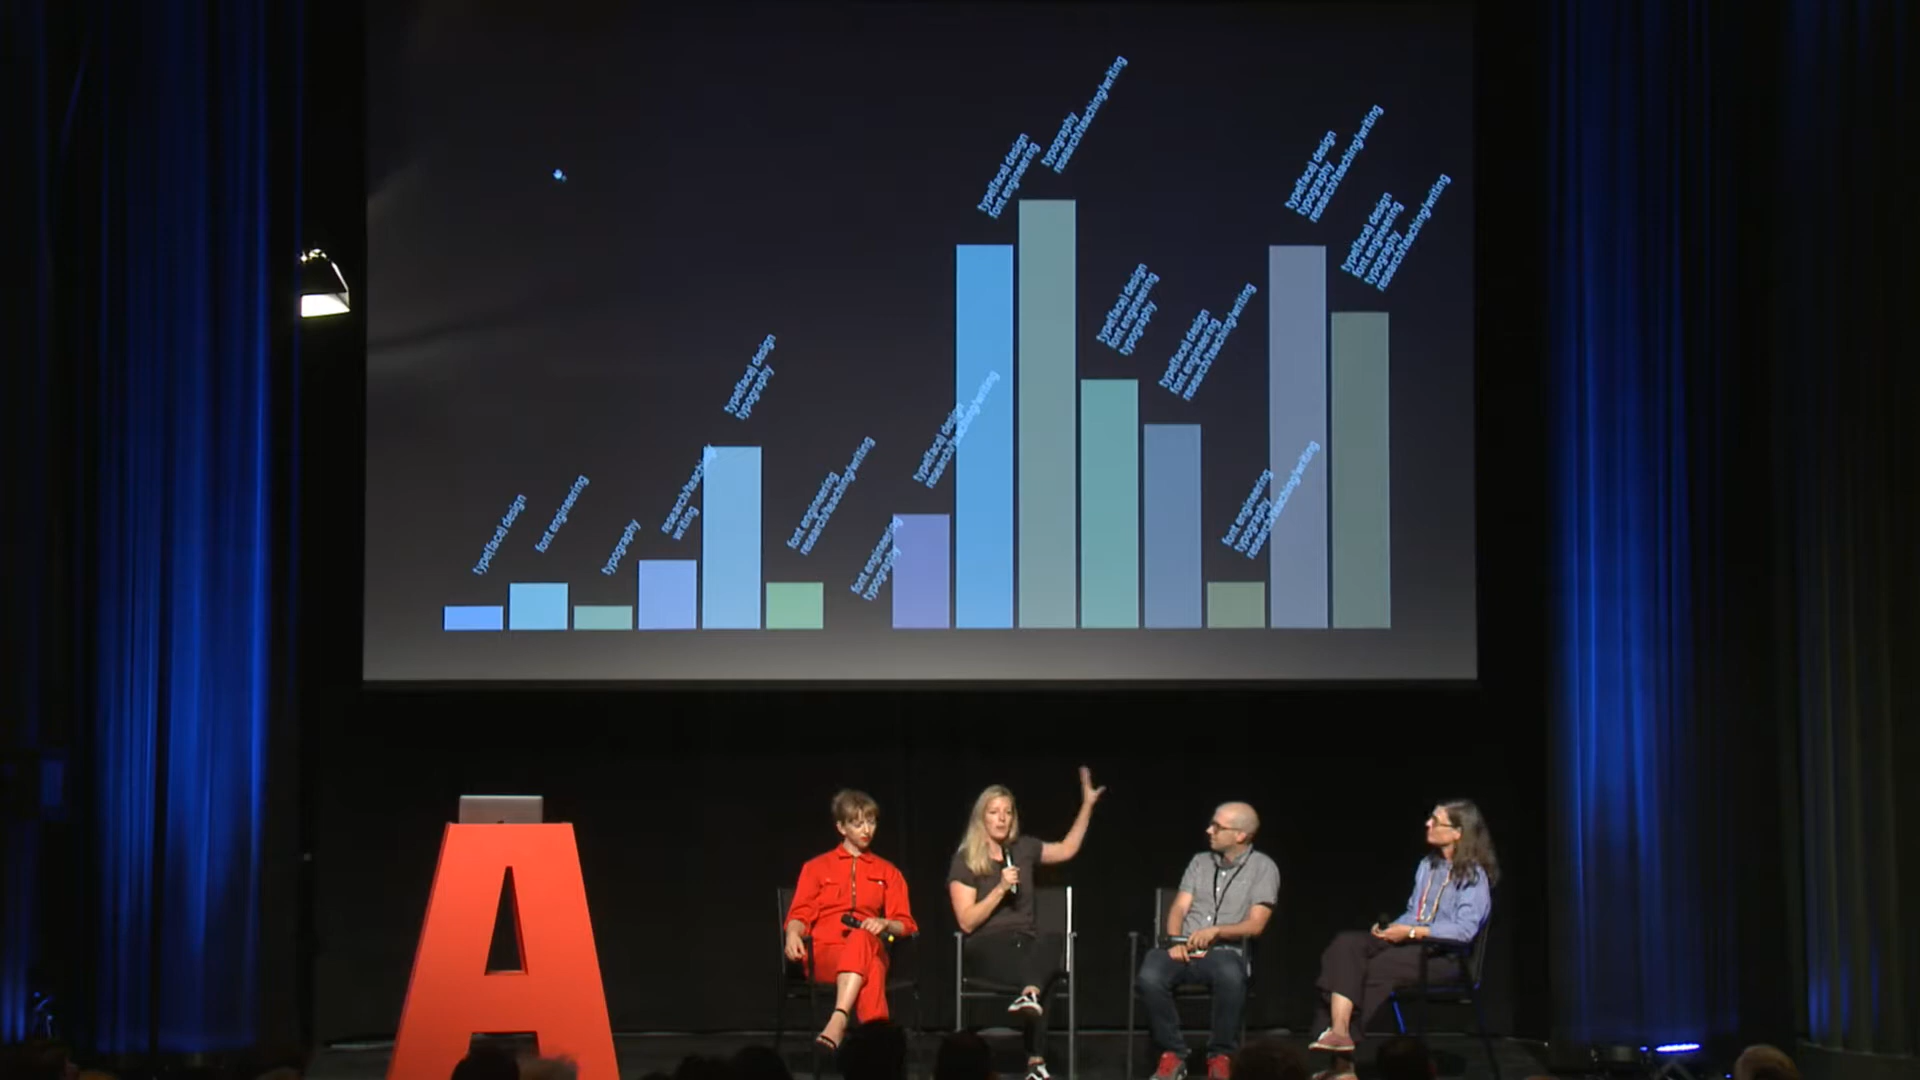 type(face) design
font engineering
typography
research/teaching
writing
type(face) design
typography
font engineering
research/teaching/writing
font engineering
typography
type(face) design
research/teaching/writing
type(face) design
font engineering
typography
research/teaching/writing
type(face) design
font engineering
typography
type(face) design
font engineering
research/teaching/writing
font engineering
typography
research/teaching/writing
type(face) design
typography
research/teaching/writing
type(face) design
font engineering
typography
research/teaching/writing
A